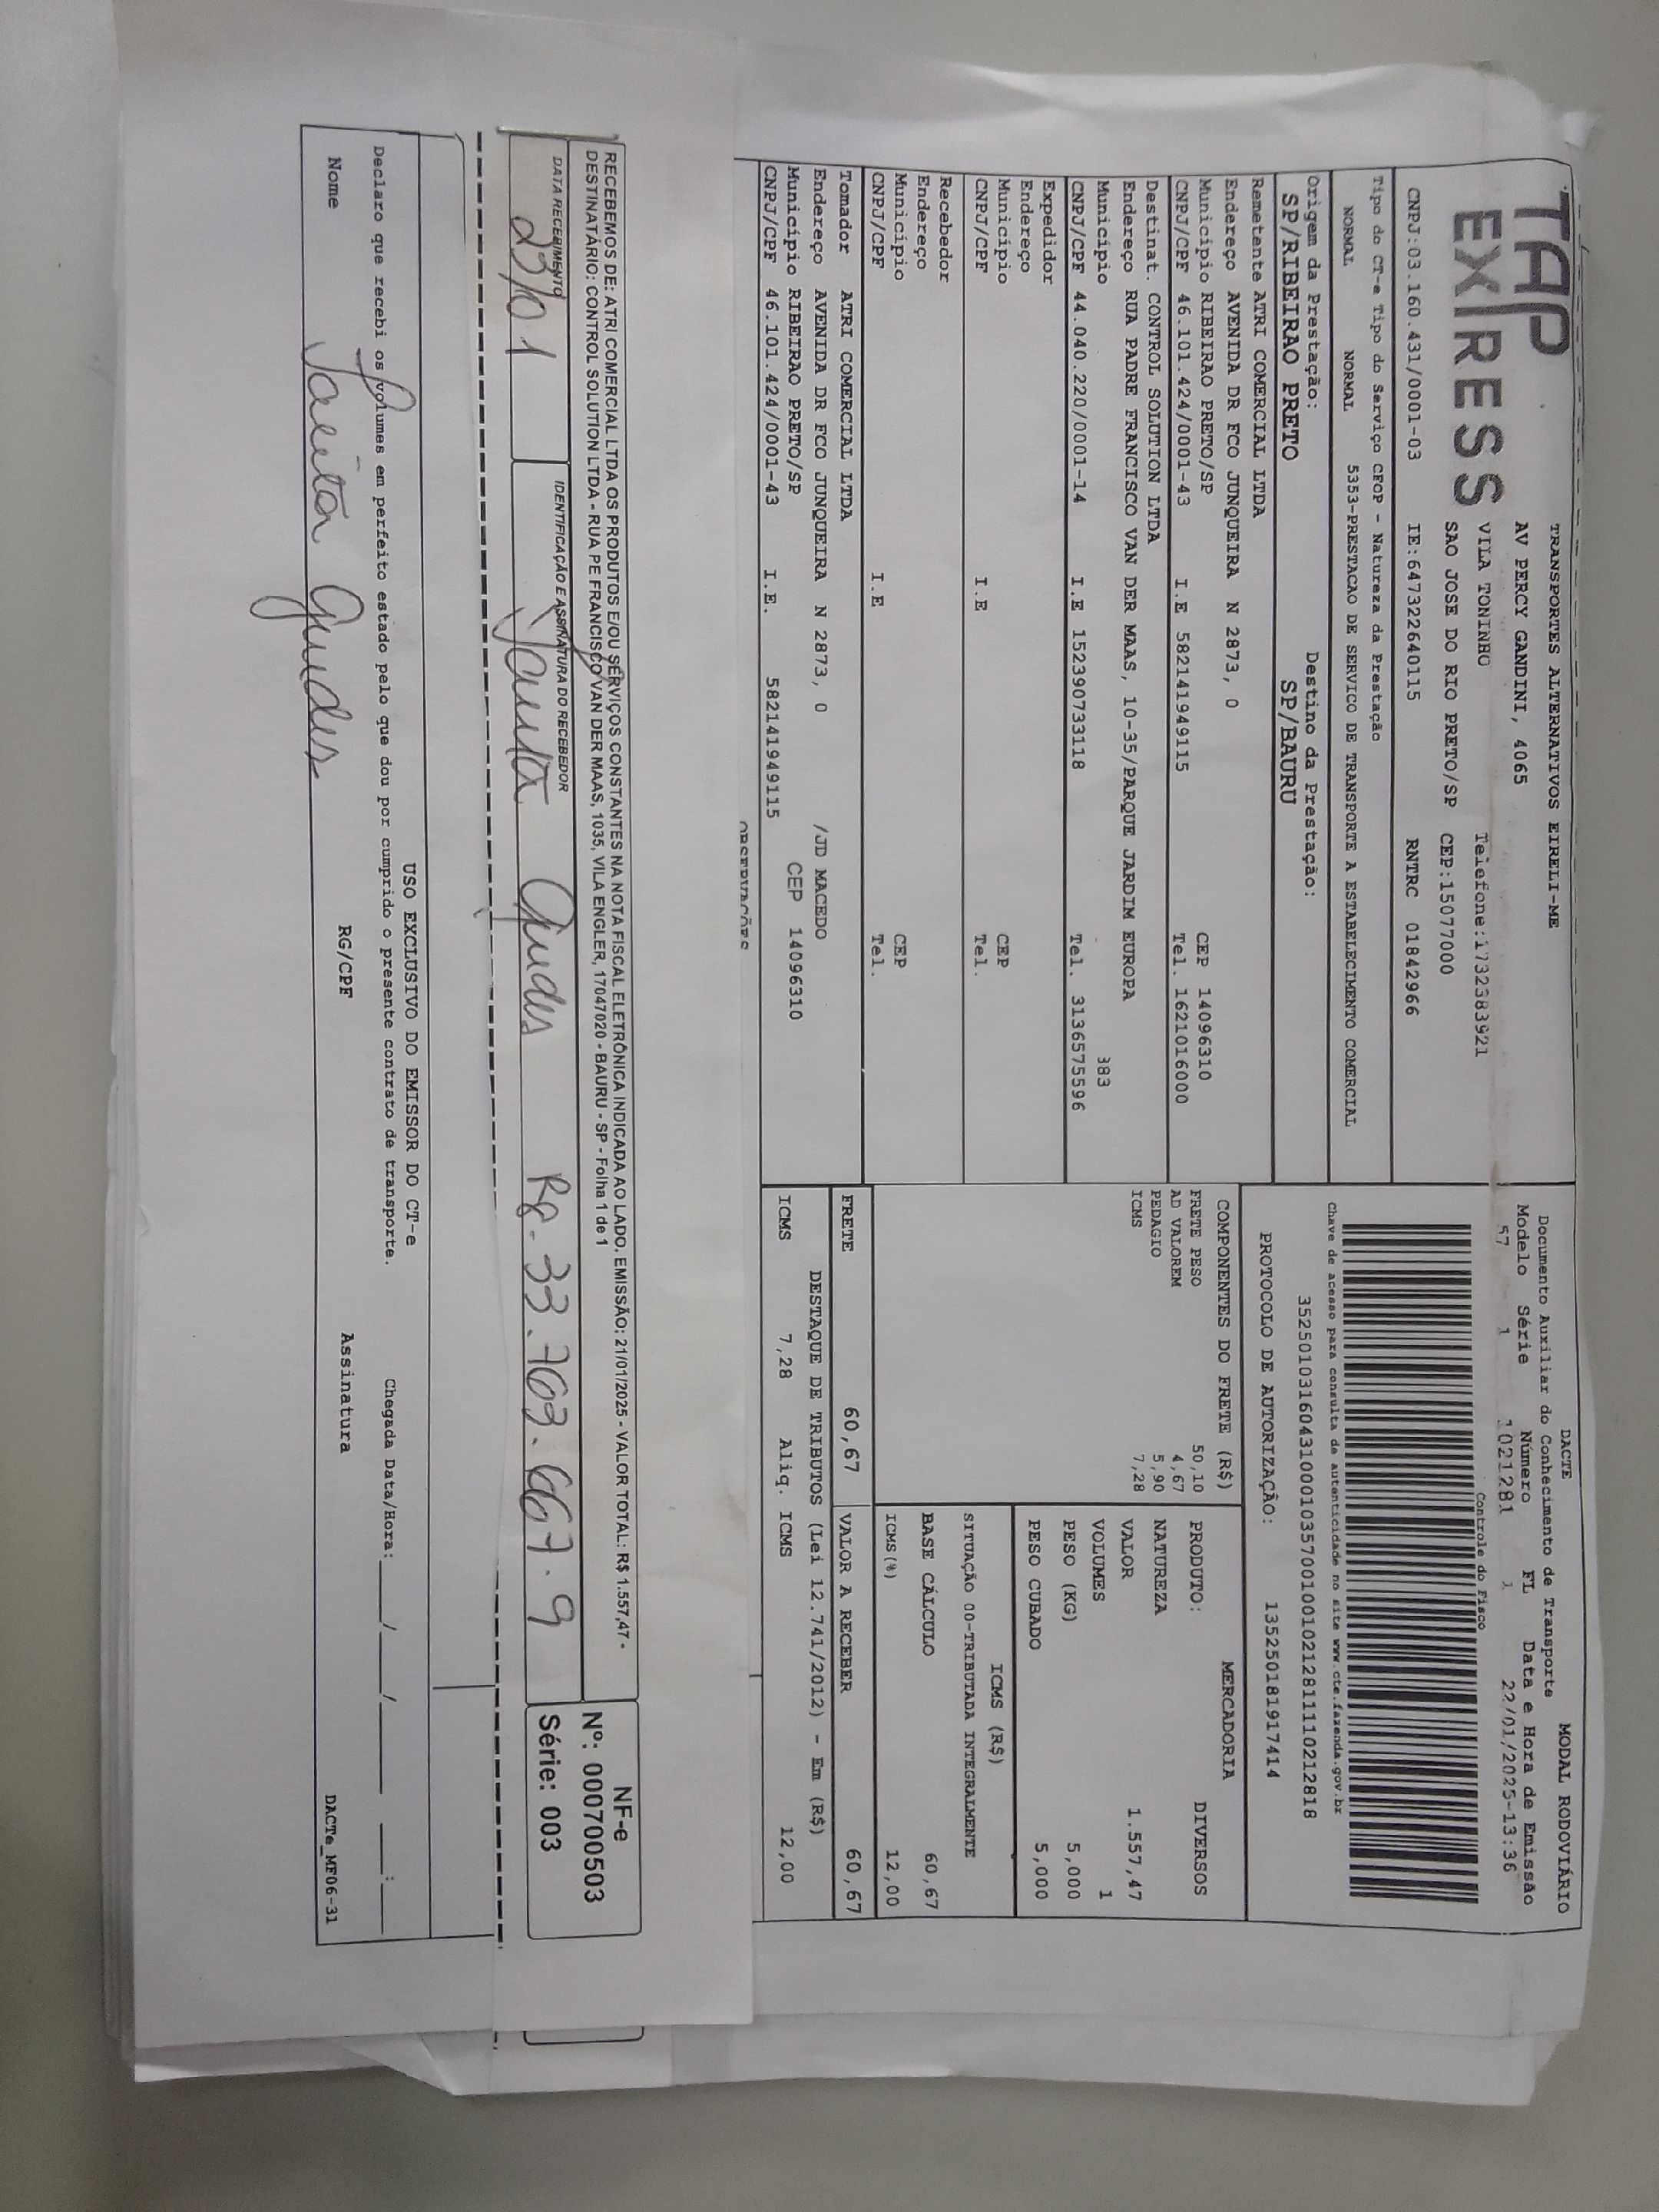 TAP
EXPRESS
TRANSPORTES ALTERNATIVOS EIRELI-ME
AV PERCY GANDINI, 4065
VILA TONINHO Telefone:1732383921
SAO JOSE DO RIO PRETO/SP CEP:15077000
CNPJ:03.160.431/0001-03 IE:647322640115 RNTRC 01842966
DACTE MODAL RODOVIÁRIO
Documento Auxiliar do Conhecimento de Transporte
Modelo Série Número FL Data e Hora de Emissão
57 1 1021281 1 22/01/2025-13:36
Controle do Fisco
Chave de acesso para consulta de autenticidade no site www.cte.fazenda.gov.br
35250103160431000103570010010212811110212818
PROTOCOLO DE AUTORIZAÇÃO: 135250181917414
Tipo do CT-e Tipo do Serviço CFOP - Natureza da Prestação
NORMAL NORMAL 5353-PRESTACAO DE SERVICO DE TRANSPORTE A ESTABELECIMENTO COMERCIAL
Origem da Prestação: Destino da Prestação:
SP/RIBEIRAO PRETO SP/BAURU
Remetente ATRI COMERCIAL LTDA
Endereço AVENIDA DR FCO JUNQUEIRA N 2873, 0
Município RIBEIRAO PRETO/SP CEP 14096310
CNPJ/CPF 46.101.424/0001-43 I.E 582141949115 Tel. 1621016000
Destinat. CONTROL SOLUTION LTDA
Endereço RUA PADRE FRANCISCO VAN DER MAAS, 10-35/PARQUE JARDIM EUROPA
Município 383
CNPJ/CPF 44.040.220/0001-14 I.E 152390733118 Tel. 3136575596
Expedidor
Endereço
Município CEP
CNPJ/CPF I.E Tel.
Recebedor
Endereço
Município CEP
CNPJ/CPF I.E Tel.
Tomador ATRI COMERCIAL LTDA
Endereço AVENIDA DR FCO JUNQUEIRA N 2873, 0 /JD MACEDO
Município RIBEIRAO PRETO/SP CEP 14096310
CNPJ/CPF 46.101.424/0001-43 I.E. 582141949115
COMPONENTES DO FRETE (R$)
FRETE PESO 50,10
AD VALOREM 4,67
PEDAGIO 5,90
ICMS 7,28
MERCADORIA
PRODUTO: DIVERSOS
NATUREZA
VALOR 1.557,47
VOLUMES 1
PESO (KG) 5,000
PESO CUBADO 5,000
ICMS (R$)
SITUAÇÃO 00-TRIBUTADA INTEGRALMENTE
BASE CÁLCULO 60,67
ICMS(%) 12,00
FRETE 60,67 VALOR A RECEBER 60,67
DESTAQUE DE TRIBUTOS (Lei 12.741/2012) - Em (R$)
ICMS 7,28 Aliq. ICMS 12,00
OBSERVAÇÕES
RECEBEMOS DE: ATRI COMERCIAL LTDA OS PRODUTOS E/OU SERVIÇOS CONSTANTES NA NOTA FISCAL ELETRÔNICA INDICADA AO LADO. EMISSÃO: 21/01/2025 - VALOR TOTAL: R$ 1.557,47 -
DESTINATÁRIO: CONTROL SOLUTION LTDA - RUA PE FRANCISCO VAN DER MAAS, 1035, VILA ENGLER, 17047020 - BAURU - SP - Folha 1 de 1
DATA RECEBIMENTO IDENTIFICAÇÃO E ASSINATURA DO RECEBEDOR
23/01 Rg. 33.763.667.9
NF-e
Nº: 000700503
Série: 003
USO EXCLUSIVO DO EMISSOR DO CT-e
Declaro que recebi os volumes em perfeito estado pelo que dou por cumprido o presente contrato de transporte. Chegada Data/Hora:____/____/______ ____:____
Nome RG/CPF Assinatura
DACTe_MF06-31